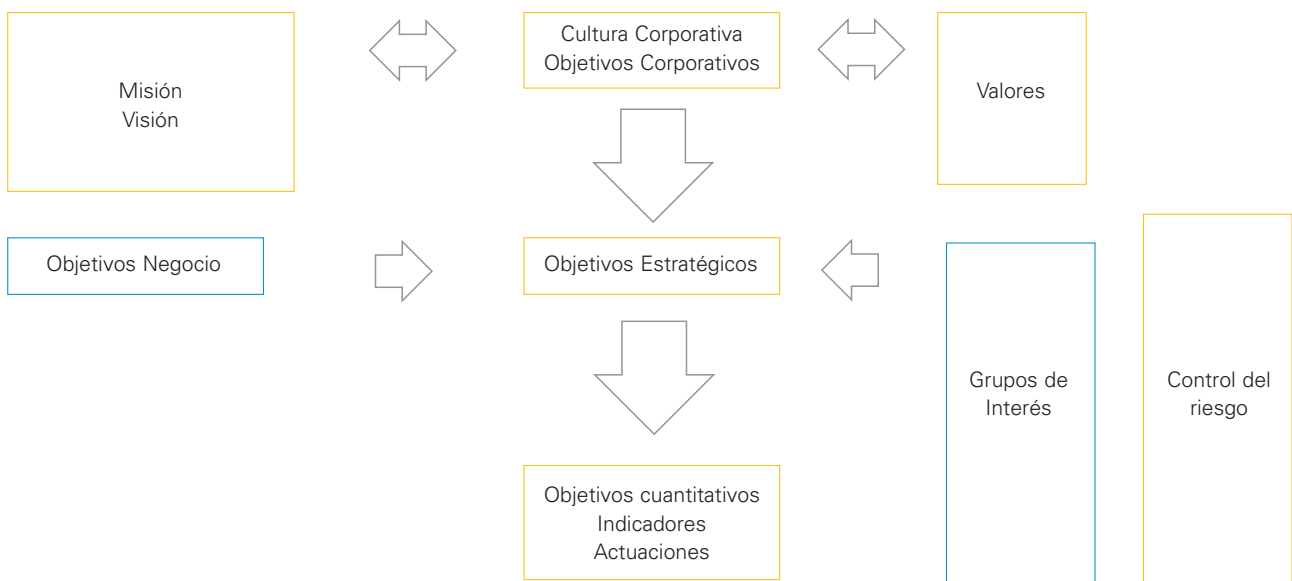 Misión
Visión
Cultura Corporativa
Objetivos Corporativos
Valores
Objetivos Negocio
Objetivos Estratégicos
Grupos de
Interés
Control del
riesgo
Objetivos cuantitativos
Indicadores
Actuaciones